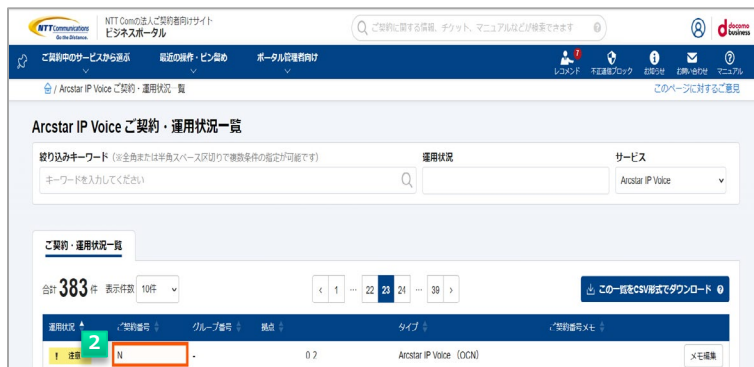 NTT Communications
Go the Distance.
NTT Comの法人ご契約者向けサイト
ビジネスポータル
ご契約に関する情報、チケット、マニュアルなどが検索できます
docomo business
ご契約中のサービスから選ぶ
最近の操作・ピン留め
ポータル管理者向け
7
レコメンド
不正通信ブロック
お知らせ
お問い合わせ
マニュアル
/ Arcstar IP Voice ご契約・運用状況一覧
このページに対するご意見
Arcstar IP Voice ご契約・運用状況一覧
絞り込みキーワード (※全角または半角スペース区切りで複数条件の指定が可能です)
運用状況
サービス
キーワードを入力してください
Arcstar IP Voice
ご契約・運用状況一覧
合計 383 件 表示件数 10件
‹ 1 … 22 23 24 … 39 ›
この一覧をCSV形式でダウンロード
運用状況 ご契約番号 グループ番号 拠点 タイプ ご契約番号メモ
2
! 注意 N - 0 2 Arcstar IP Voice (OCN) メモ編集